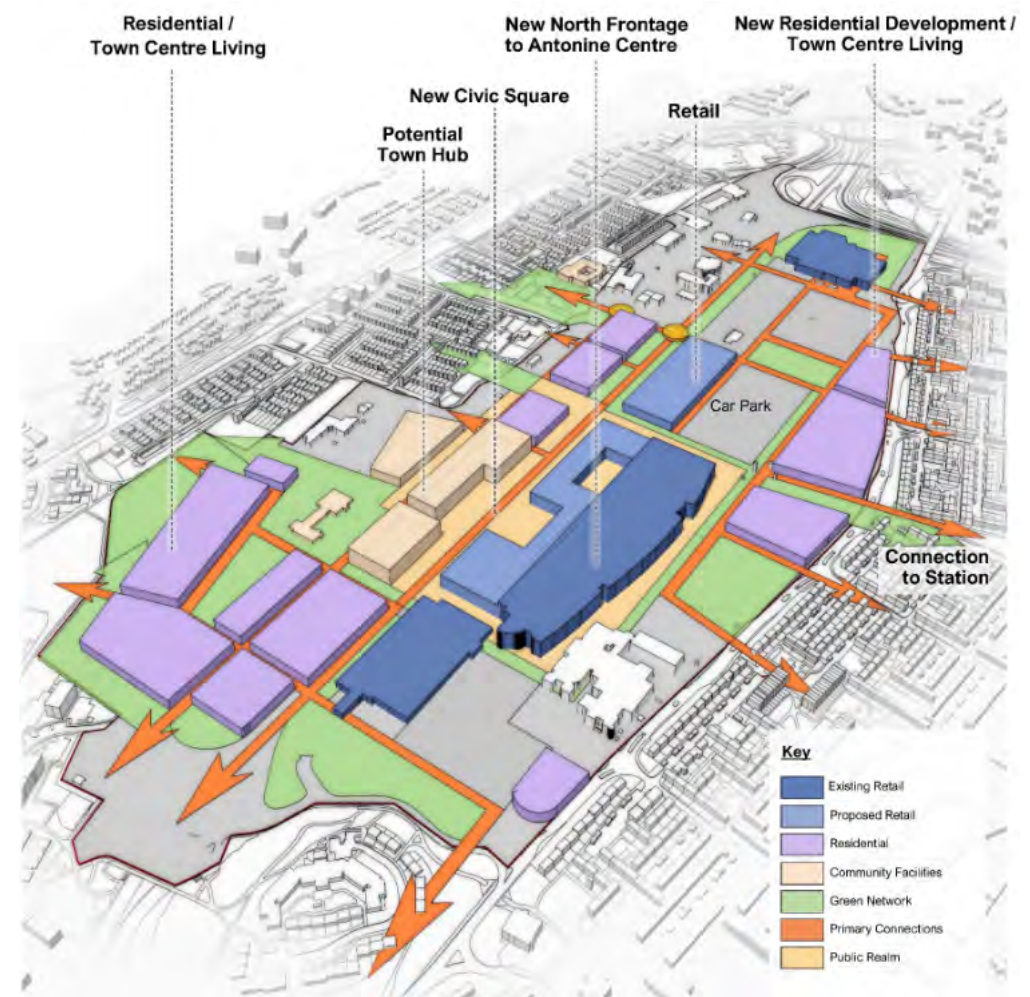 Residential /
Town Centre Living
New North Frontage
to Antonine Centre
New Residential Development /
Town Centre Living
New Civic Square
Retail
Potential
Town Hub
Car Park
Connection
to Station
Key
Existing Retail
Proposed Retail
Residential
Community Facilities
Green Network
Primary Connections
Public Realm